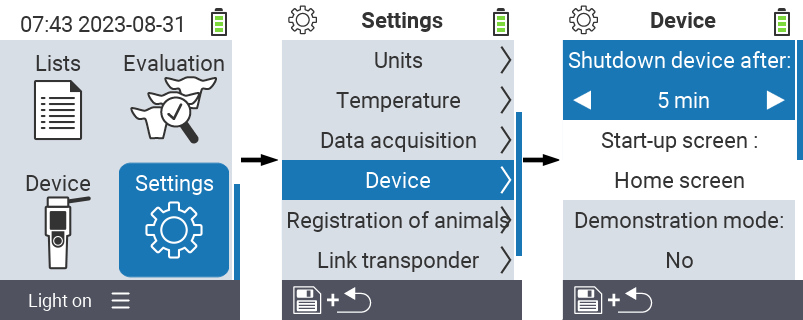 07:43 2023-08-31
Lists
Evaluation
Device
Settings
Light on
Settings
Units
Temperature
Data acquisition
Device
Registration of animals
Link transponder
+
Device
Shutdown device after:
5 min
Start-up screen :
Home screen
Demonstration mode:
No
+